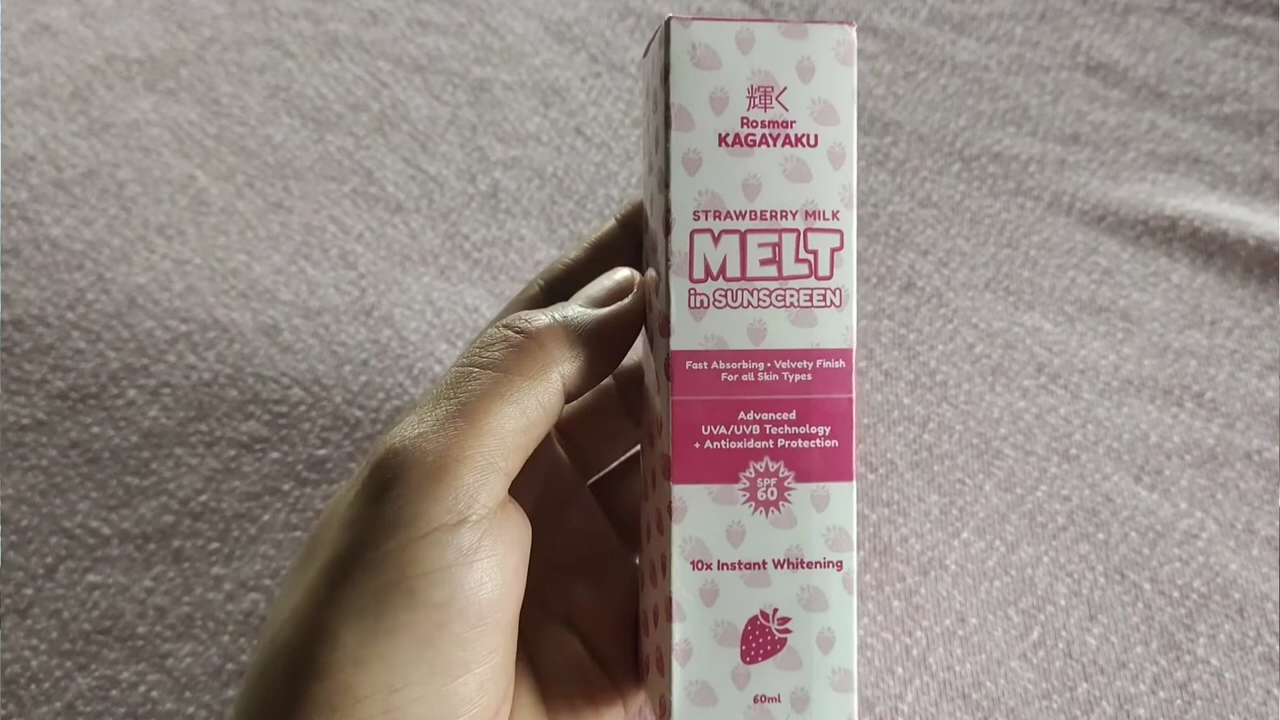 輝く
Rosmar
KAGAYAKU
STRAWBERRY MILK
MELT
in SUNSCREEN
Fast Absorbing • Velvety Finish
For all Skin Types
Advanced
UVA/UVB Technology
+ Antioxidant Protection
SPF
60
10x Instant Whitening
60ml